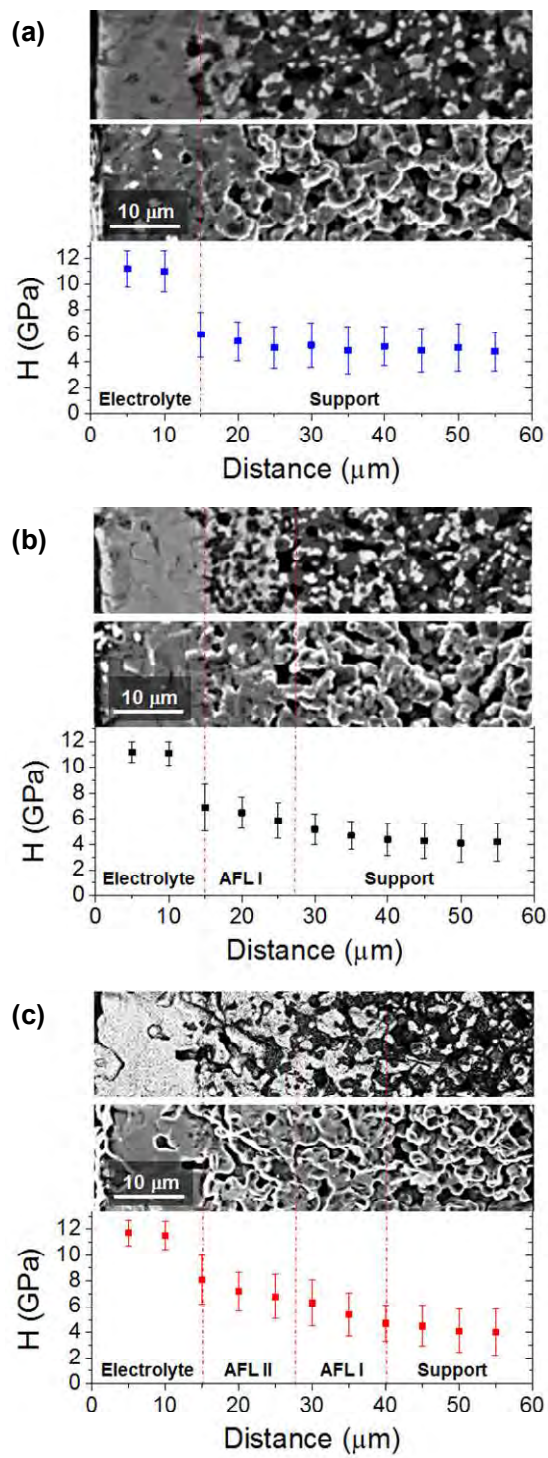 (a)
10 μm
12
10
8
6
4
2
0
H (GPa)
Electrolyte Support
0 10 20 30 40 50 60
Distance (μm)
(b)
10 μm
12
10
8
6
4
2
0
H (GPa)
Electrolyte AFL I Support
0 10 20 30 40 50 60
Distance (μm)
(c)
10 μm
12
10
8
6
4
2
0
H (GPa)
Electrolyte AFL II AFL I Support
0 10 20 30 40 50 60
Distance (μm)